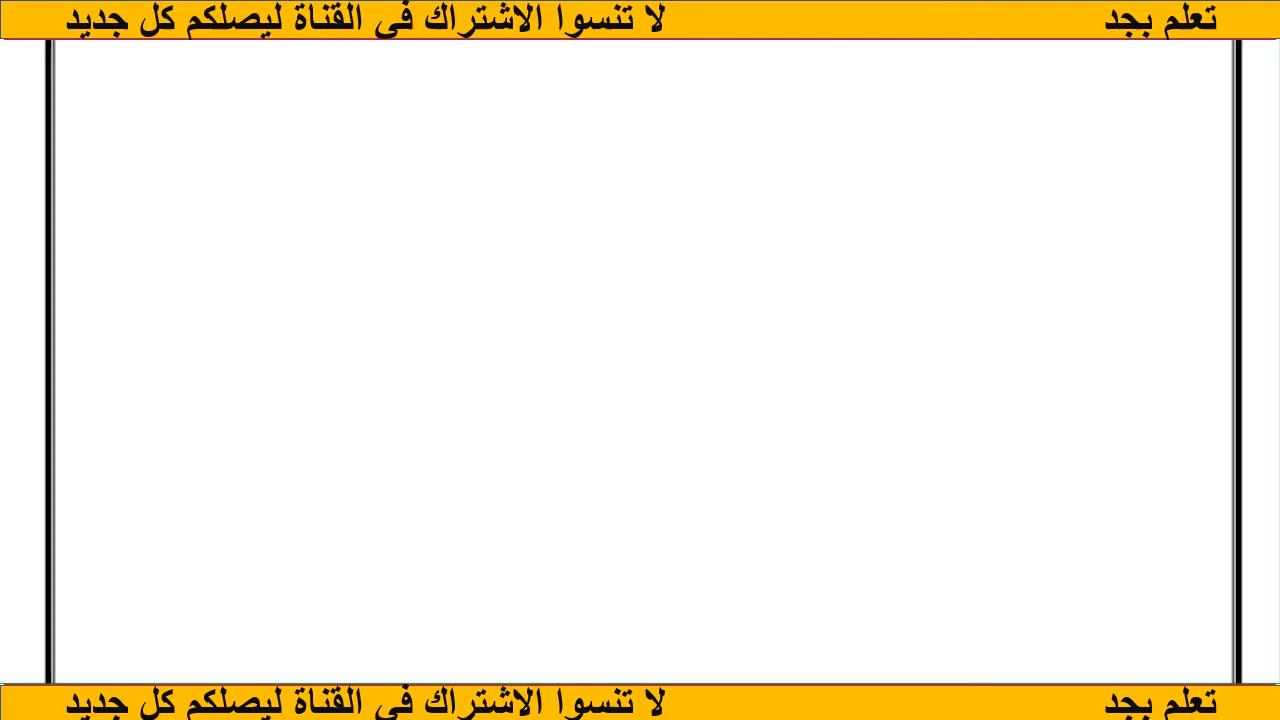 تعلم بجد لا تنسوا الاشتراك فى القناة ليصلكم كل جديد
تعلم بجد لا تنسوا الاشتراك فى القناة ليصلكم كل جديد